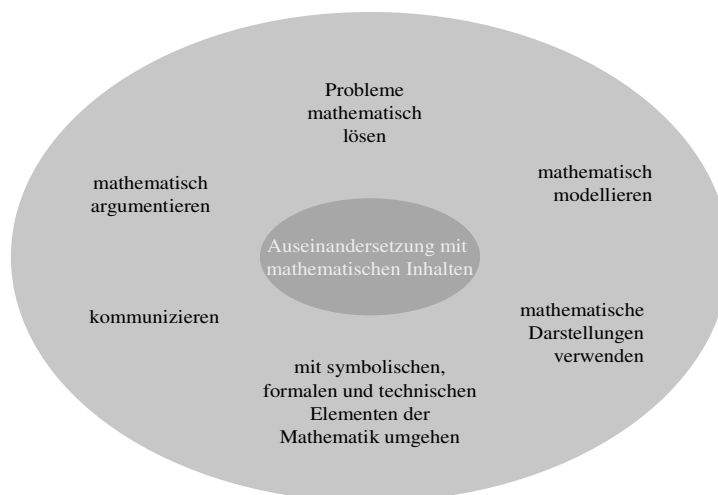 Probleme
mathematisch
lösen
mathematisch
argumentieren
mathematisch
modellieren
Auseinandersetzung mit
mathematischen Inhalten
kommunizieren
mathematische
Darstellungen
verwenden
mit symbolischen,
formalen und technischen
Elementen der
Mathematik umgehen